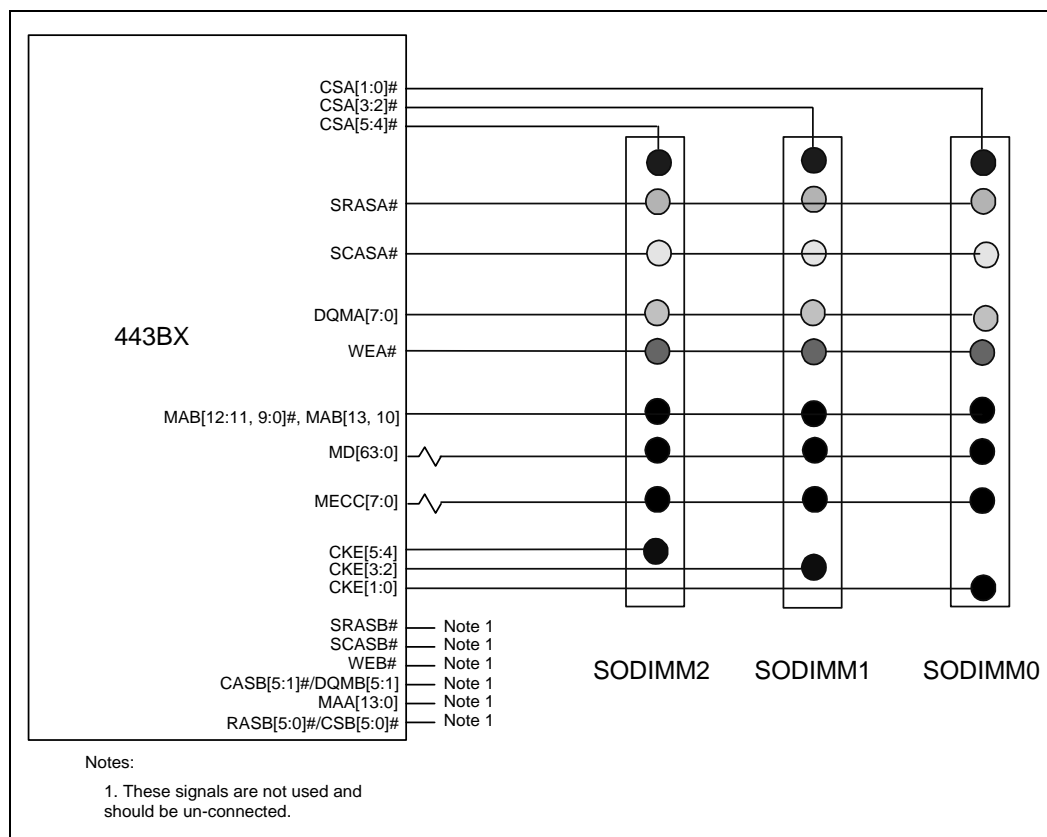 CSA[1:0]#
CSA[3:2]#
CSA[5:4]#
SRASA#
SCASA#
DQMA[7:0]
443BX
WEA#
MAB[12:11, 9:0]#, MAB[13, 10]
MD[63:0]
MECC[7:0]
CKE[5:4]
CKE[3:2]
CKE[1:0]
SRASB# Note 1
SCASB# Note 1
WEB# Note 1
CASB[5:1]#/DQMB[5:1] Note 1
MAA[13:0] Note 1
RASB[5:0]#/CSB[5:0]# Note 1
SODIMM2 SODIMM1 SODIMM0
Notes:
1. These signals are not used and
should be un-connected.